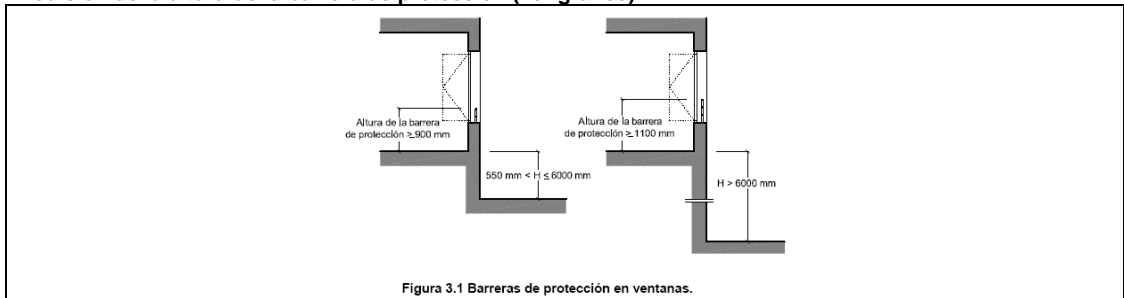 Altura de la barrera
de protección ≥900 mm
550 mm < H ≤ 6000 mm
Altura de la barrera
de protección ≥ 1100 mm
H > 6000 mm
Figura 3.1 Barreras de protección en ventanas.